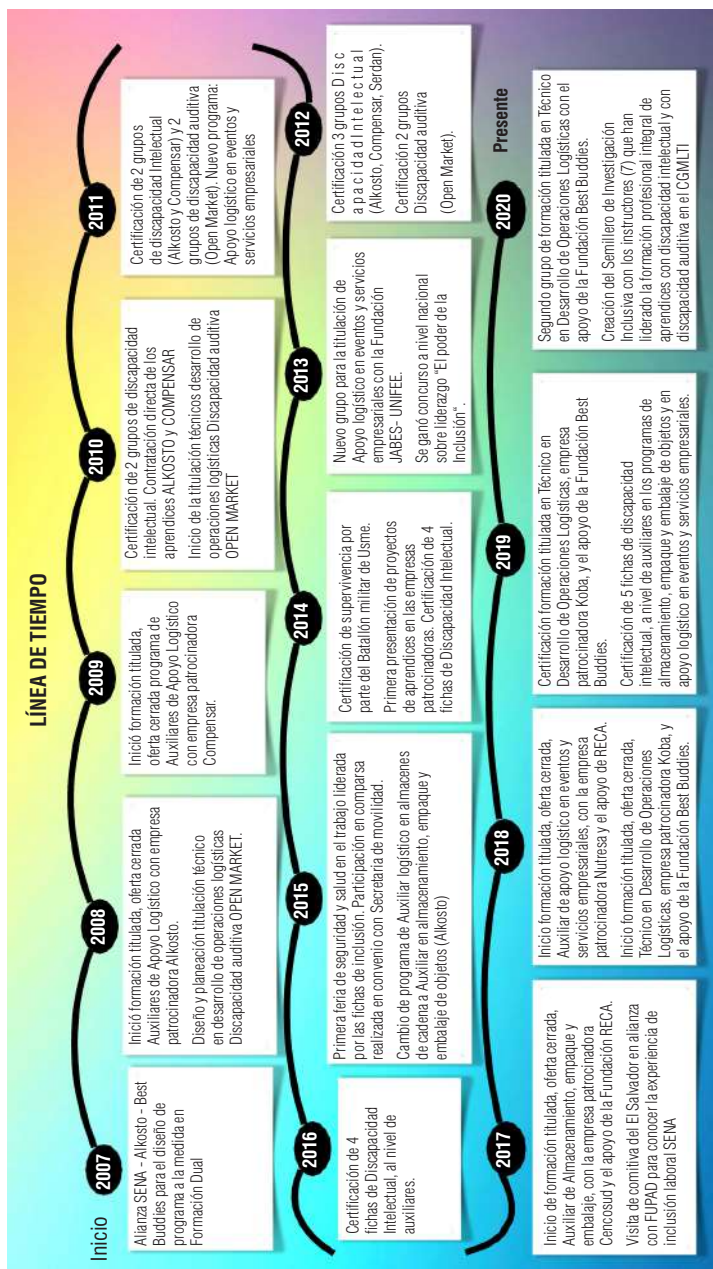 LÍNEA DE TIEMPO
Inicio
2007
Alianza SENA - Alkosto - Best
Buddies para el diseño de
programa a la medida en
Formación Dual
2008
Inició formación titulada, oferta cerrada
Auxiliares de Apoyo Logístico con empresa
patrocinadora Alkosto.
Diseño y planeación titulación técnico
en desarrollo de operaciones logísticas
Discapacidad auditiva OPEN MARKET.
2009
Inició formación titulada,
oferta cerrada programa de
Auxiliares de Apoyo Logístico
con empresa patrocinadora
Compensar.
2010
Certificación de 2 grupos de discapacidad
intelectual. Contratación directa de los
aprendices ALKOSTO y COMPENSAR
Inicio de la titulación técnicos desarrollo de
operaciones logísticas Discapacidad auditiva
OPEN MARKET
2011
Certificación de 2 grupos
de discapacidad Intelectual
(Alkosto y Compensar) y 2
grupos de discapacidad auditiva
(Open Market). Nuevo programa:
Apoyo logístico en eventos y
servicios empresariales
2012
Certificación 3 grupos D i s c
a p a c i d a d I n t e l e c t u a l
(Alkosto, Compensar, Serdan).
Certificación 2 grupos
Discapacidad auditiva
(Open Market).
2013
Nuevo grupo para la titulación de
Apoyo logístico en eventos y servicios
empresariales con la Fundación
JABES- UNIFEE.
Se ganó concurso a nivel nacional
sobre liderazgo "El poder de la
Inclusión".
2014
Certificación de supervivencia por
parte del Batallón militar de Usme.
Primera presentación de proyectos
de aprendices en las empresas
patrocinadoras. Certificación de 4
fichas de Discapacidad Intelectual.
2015
Primera feria de seguridad y salud en el trabajo liderada
por las fichas de inclusión. Participación en comparsa
realizada en convenio con Secretaria de movilidad.
Cambio de programa de Auxiliar logístico en almacenes
de cadena a Auxiliar en almacenamiento, empaque y
embalaje de objetos (Alkosto)
2016
Certificación de 4
fichas de Discapacidad
Intelectual, al nivel de
auxiliares.
2017
Inicio de formación titulada, oferta cerrada,
Auxiliar de Almacenamiento, empaque y
embalaje, con la empresa patrocinadora
Cencosud y el apoyo de la Fundación RECA.
Visita de comitiva del El Salvador en alianza
con FUPAD para conocer la experiencia de
inclusión laboral SENA
2018
Inicio formación titulada, oferta cerrada,
Auxiliar de apoyo logístico en eventos y
servicios empresariales, con la empresa
patrocinadora Nutresa y el apoyo de RECA.
Inicio formación titulada, oferta cerrada,
Técnico en Desarrollo de Operaciones
Logísticas, empresa patrocinadora Koba, y
el apoyo de la Fundación Best Buddies.
2019
Certificación formación titulada en Técnico en
Desarrollo de Operaciones Logísticas, empresa
patrocinadora Koba, y el apoyo de la Fundación Best
Buddies.
Certificación de 5 fichas de discapacidad
intelectual, a nivel de auxiliares en los programas de
almacenamiento, empaque y embalaje de objetos y en
apoyo logístico en eventos y servicios empresariales.
2020
Presente
Segundo grupo de formación titulada en Técnico
en Desarrollo de Operaciones Logísticas con el
apoyo de la Fundación Best Buddies.
Creación del Semillero de Investigación
Inclusiva con los instructores (7) que han
liderado la formación profesional integral de
aprendices con discapacidad intelectual y con
discapacidad auditiva en el CGMLTI